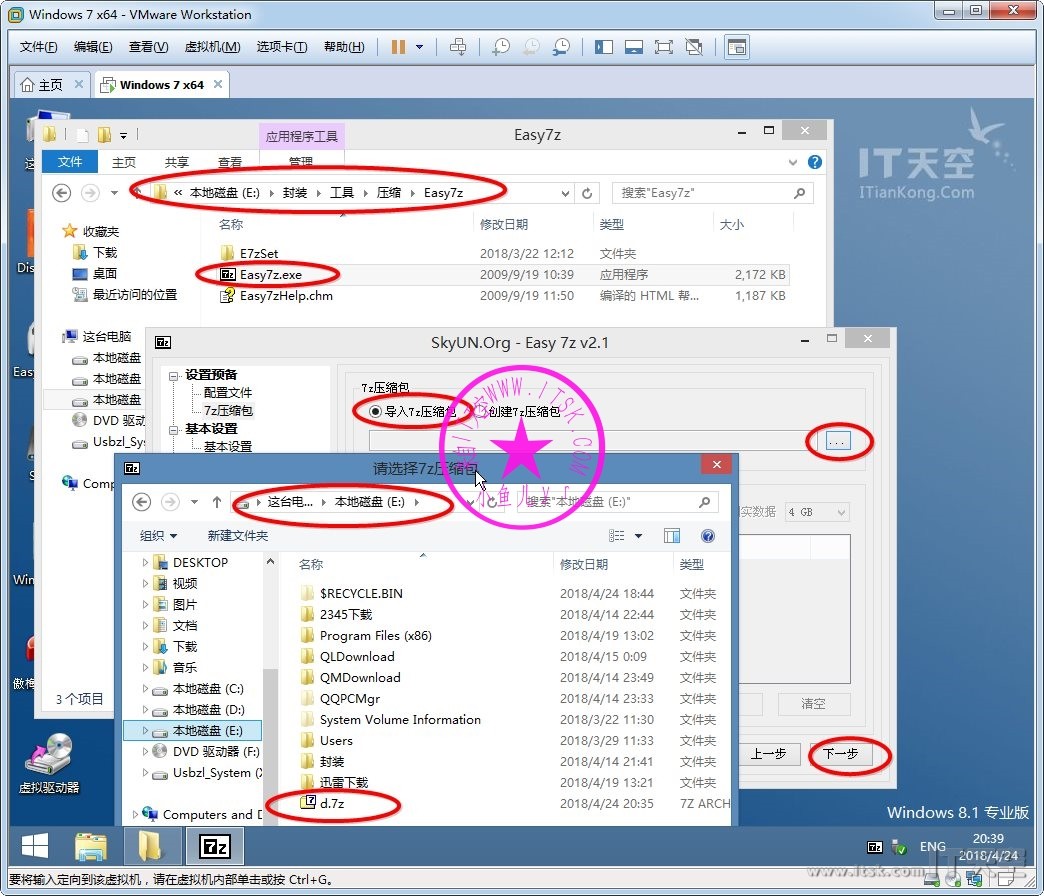 Windows 7 x64 - VMware Workstation
文件(F) 编辑(E) 查看(V) 虚拟机(M) 选项卡(T) 帮助(H)
主页 Windows 7 x64
应用程序工具 Easy7z
文件 主页 共享 查看 管理
« 本地磁盘 (E:) 封装 工具 压缩 Easy7z 搜索"Easy7z"
IT天空
ITianKong.Com
名称 修改日期 类型 大小
收藏夹
下载
桌面
最近访问的位置
E7zSet 2018/3/22 12:12 文件夹
Easy7z.exe 2009/9/19 10:39 应用程序 2,172 KB
Easy7zHelp.chm 2009/9/19 11:50 编译的 HTML 帮... 1,187 KB
这台电脑
本地磁盘
本地磁盘
本地磁盘
DVD 驱动
Usbzl_Sys
Comp
3 个项目
SkyUN.Org - Easy 7z v2.1
设置预备
配置文件
7z压缩包
基本设置
基本设置
7z压缩包
导入7z压缩包 创建7z压缩包
...
4 GB
清空
上一步 下一步
WWW.ITSK.COM
请选择7z压缩包
这台电... 本地磁盘 (E:) 搜索"本地磁盘 (E:)"
组织 新建文件夹
名称 修改日期 类型
DESKTOP
视频
图片
文档
下载
音乐
本地磁盘 (C:)
本地磁盘 (D:)
本地磁盘 (E:)
DVD 驱动器 (F:)
Usbzl_System (
Computers and D
$RECYCLE.BIN 2018/4/24 18:44 文件夹
2345下载 2018/4/14 22:44 文件夹
Program Files (x86) 2018/4/19 13:02 文件夹
QLDownload 2018/4/15 0:09 文件夹
QMDownload 2018/4/14 23:49 文件夹
QQPCMgr 2018/4/14 23:33 文件夹
System Volume Information 2018/3/22 11:30 文件夹
Users 2018/3/29 11:33 文件夹
封装 2018/4/14 21:41 文件夹
迅雷下载 2018/4/19 13:21 文件夹
d.7z 2018/4/24 20:35 7Z ARCH
虚拟驱动器
Windows 8.1 专业版
ENG 20:39
2018/4/24
要将输入定向到该虚拟机，请在虚拟机内部单击或按 Ctrl+G。
www.itsk.com